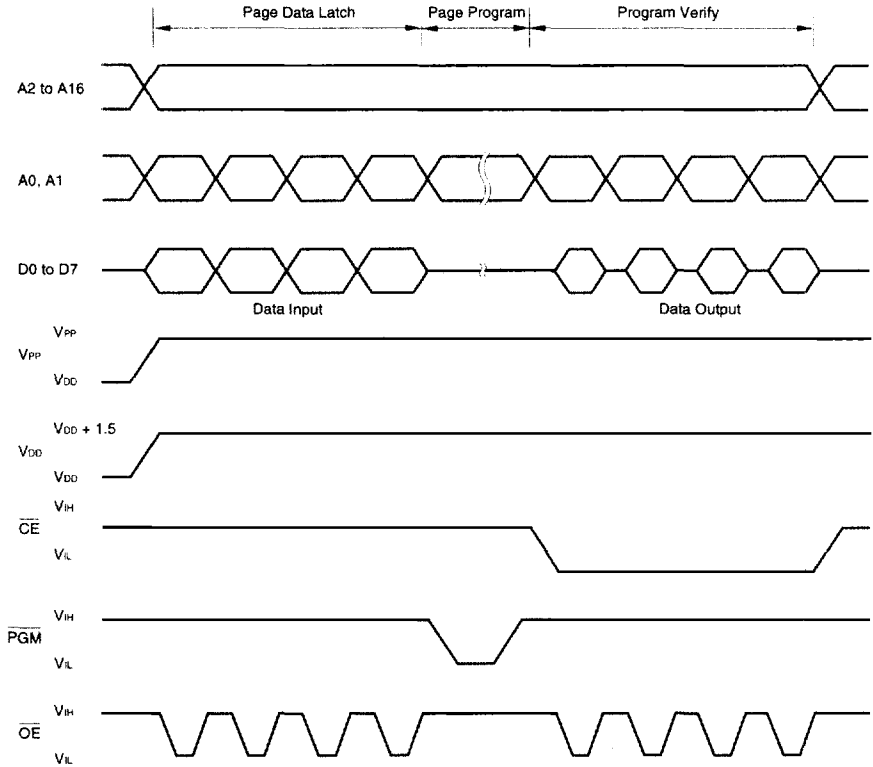 Page Data Latch Page Program Program Verify
A2 to A16
A0, A1
D0 to D7
Data Input Data Output
VPP
VPP
VDD
VDD + 1.5
VDD
VDD
VIH
CE
VIL
VIH
PGM
VIL
VIH
OE
VIL